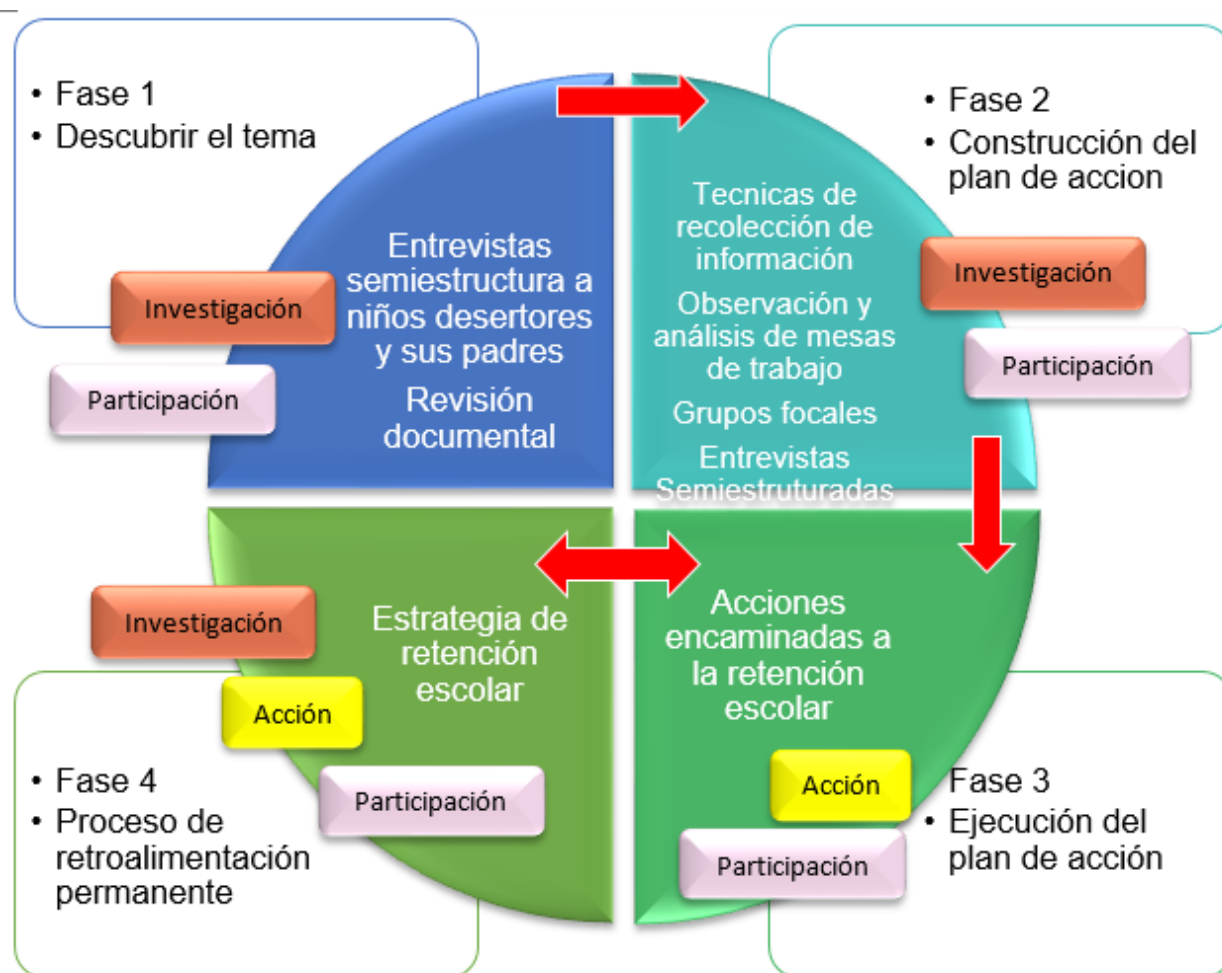 • Fase 1
• Descubrir el tema
Entrevistas
semiestructura a
niños desertores
y sus padres
Revisión
documental
Investigación
Participación
• Fase 2
• Construcción del
plan de accion
Tecnicas de
recolección de
información
Observación y
análisis de mesas
de trabajo
Grupos focales
Entrevistas
Semiestruturadas
Investigación
Participación
Fase 3
• Ejecución del
plan de acción
Acciones
encaminadas a
la retención
escolar
Acción
Participación
• Fase 4
• Proceso de
retroalimentación
permanente
Estrategia de
retención
escolar
Investigación
Acción
Participación